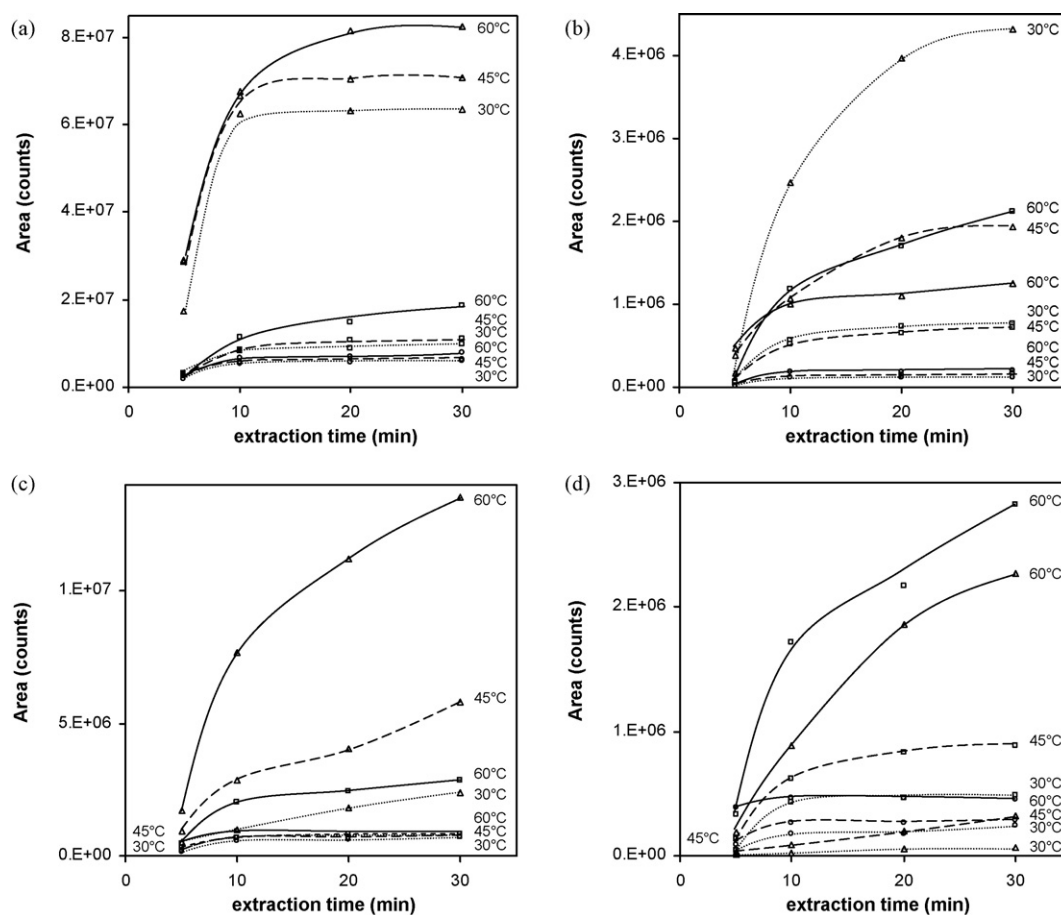 (a)
8.E+07
6.E+07
4.E+07
2.E+07
0.E+00
Area (counts)
60°C
45°C
30°C
60°C
45°C
30°C
60°C
45°C
30°C
0 10 20 30
extraction time (min)
(b)
4.E+06
3.E+06
2.E+06
1.E+06
0.E+00
Area (counts)
30°C
60°C
45°C
60°C
30°C
45°C
60°C
45°C
30°C
0 10 20 30
extraction time (min)
(c)
1.E+07
5.E+06
0.E+00
Area (counts)
60°C
45°C
60°C
30°C
60°C
45°C
30°C
45°C
30°C
0 10 20 30
extraction time (min)
(d)
3.E+06
2.E+06
1.E+06
0.E+00
Area (counts)
60°C
60°C
45°C
30°C
60°C
45°C
30°C
30°C
45°C
0 10 20 30
extraction time (min)